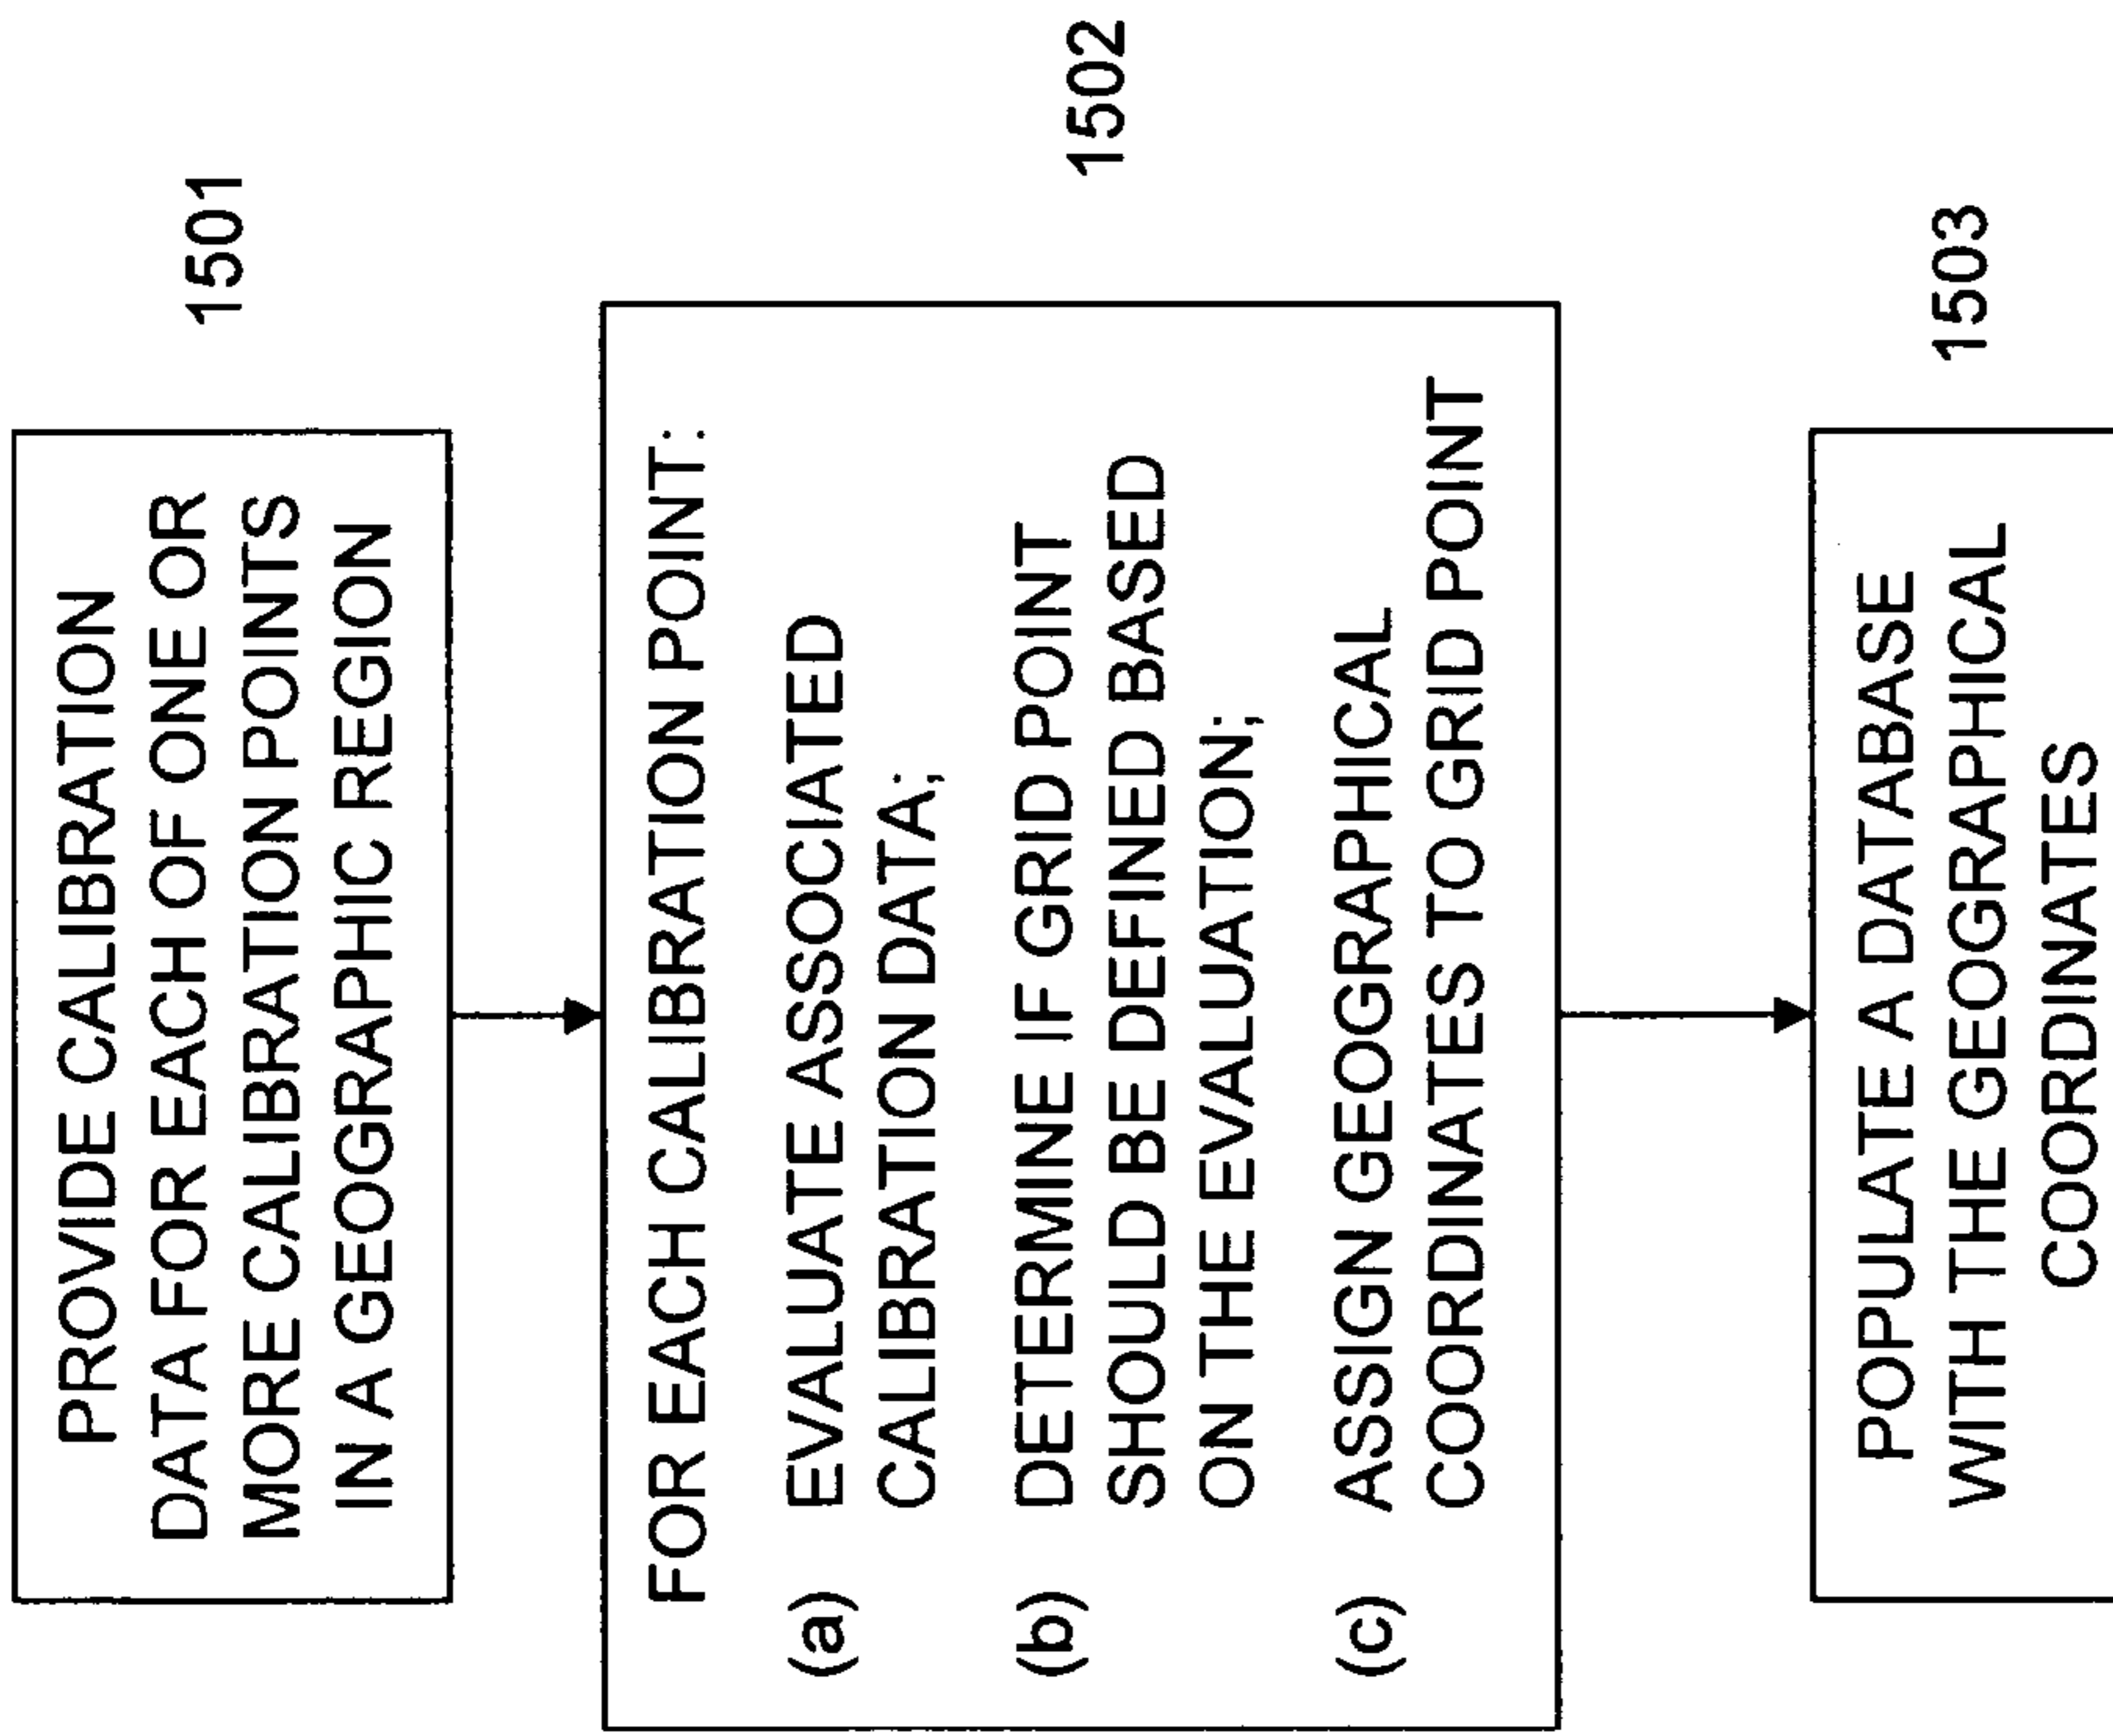 PROVIDE CALIBRATION
DATA FOR EACH OF ONE OR
MORE CALIBRATION POINTS
IN A GEOGRAPHIC REGION
1501
FOR EACH CALIBRATION POINT:
(a) EVALUATE ASSOCIATED
CALIBRATION DATA;
(b) DETERMINE IF GRID POINT
SHOULD BE DEFINED BASED
ON THE EVALUATION;
(c) ASSIGN GEOGRAPHICAL
COORDINATES TO GRID POINT
1502
POPULATE A DATABASE
WITH THE GEOGRAPHICAL
COORDINATES
1503